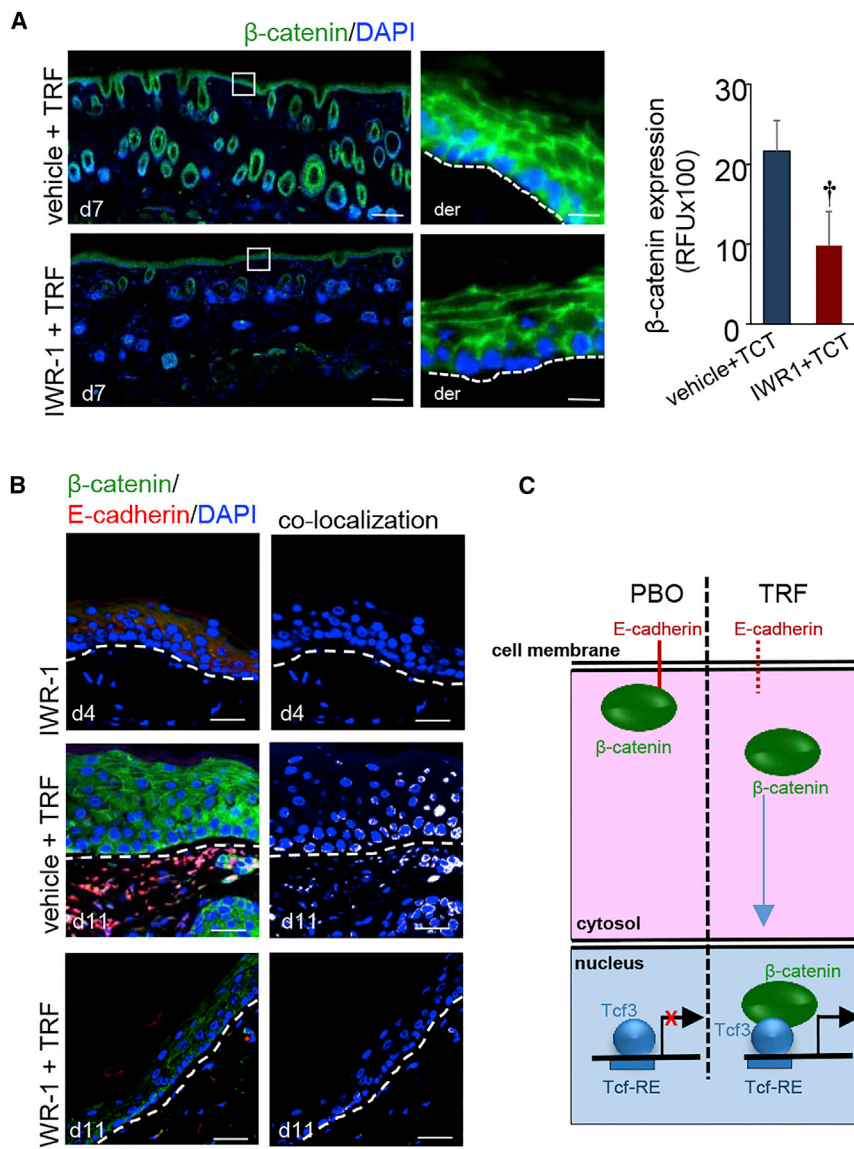 A
β-catenin/DAPI
vehicle + TRF
d7
der
IWR-1 + TRF
d7
der
β-catenin expression
(RFUx100)
30
20
10
0
†
vehicle+TCT
IWR1+TCT
B
β-catenin/
E-cadherin/DAPI
co-localization
IWR-1
d4
d4
vehicle + TRF
d11
d11
WR-1 + TRF
d11
d11
C
PBO
TRF
E-cadherin
E-cadherin
cell membrane
β-catenin
β-catenin
cytosol
nucleus
β-catenin
Tcf3
X
Tcf3
Tcf-RE
Tcf-RE